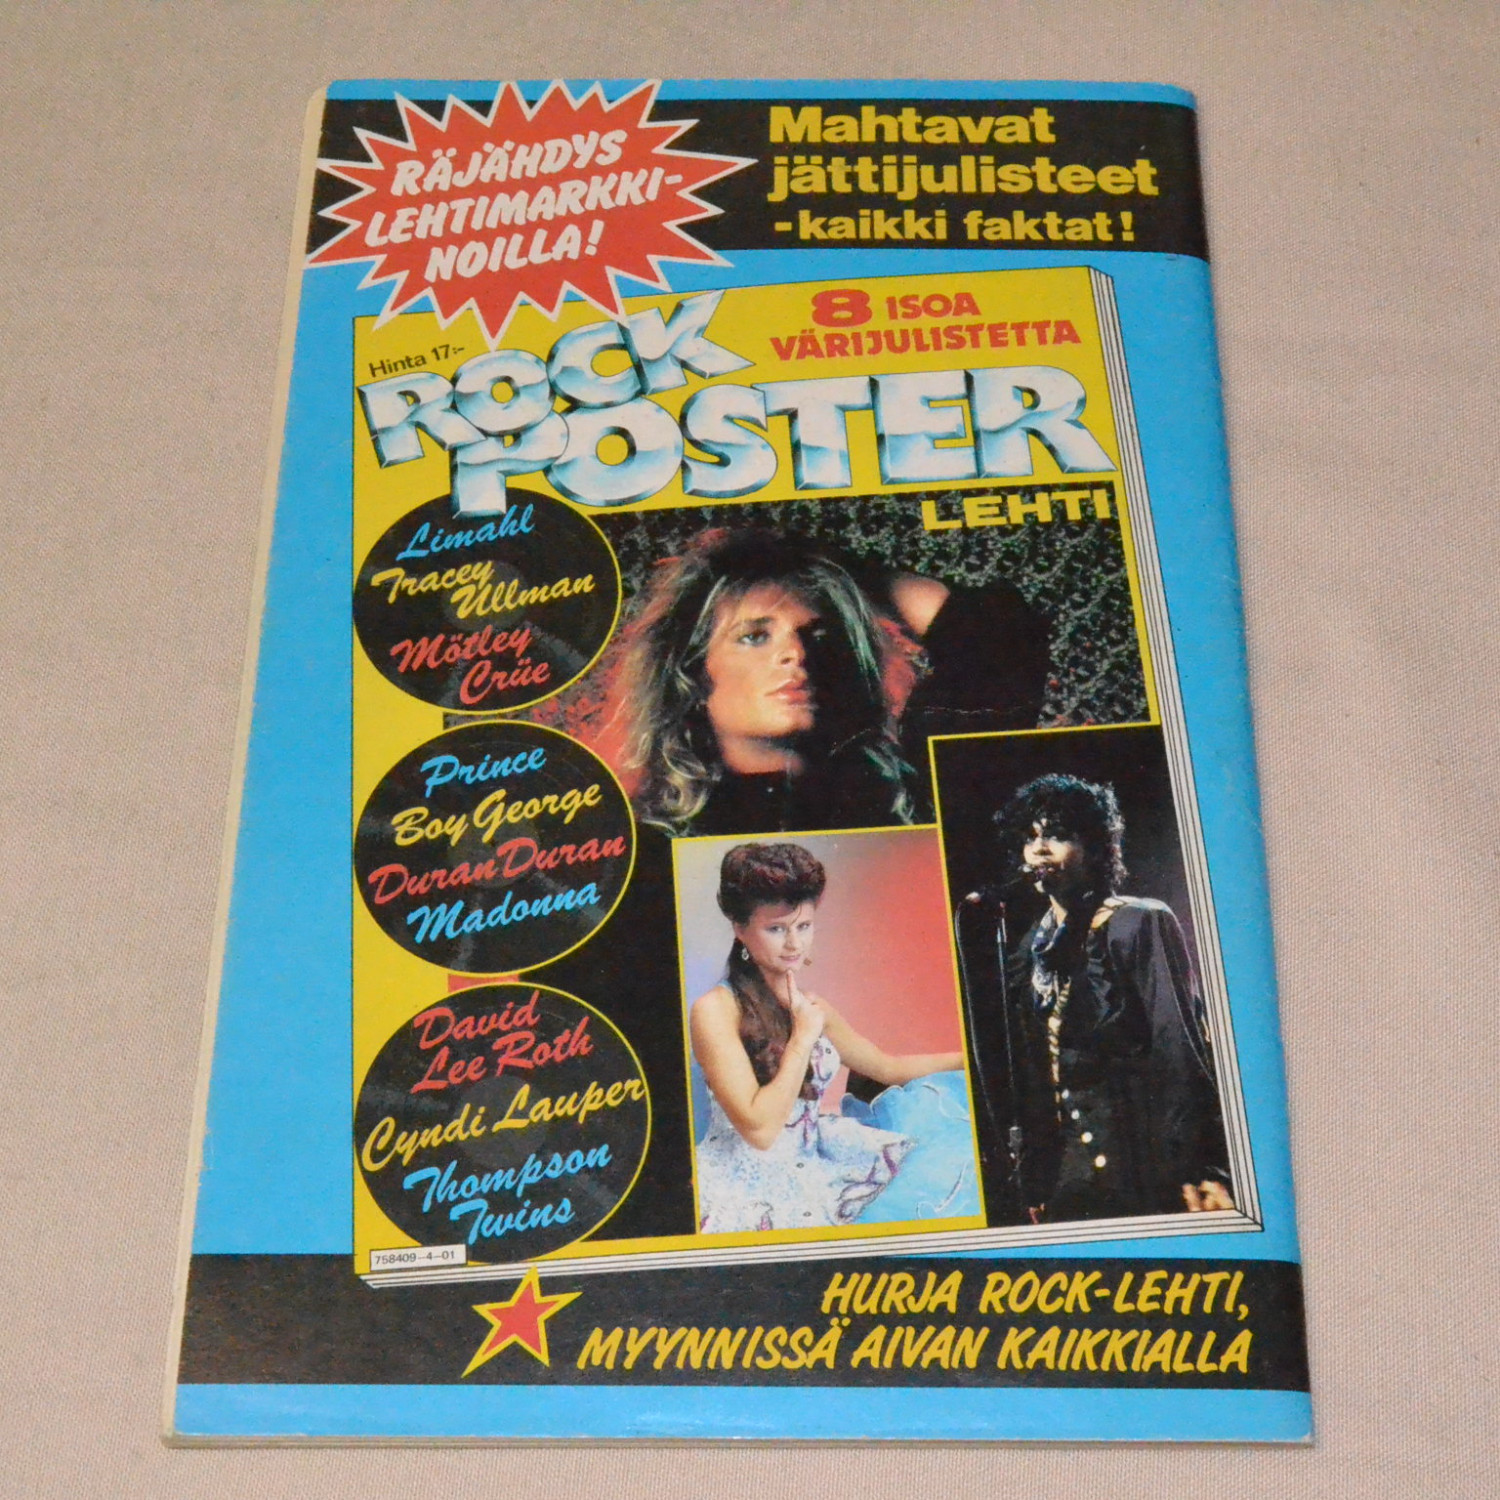 RÄJÄHDYS
LEHTIMARKKI-
NOILLA!
Mahtavat
jättijulisteet
-kaikki faktat!
8 ISOA
VÄRIJULISTETTA
Hinta 17:-
ROCK
POSTER
LEHTI
Limahl
Tracey
Ullman
Mötley
Crüe
Prince
Boy George
Duran Duran
Madonna
David
Lee Roth
Cyndi Lauper
Thompson
Twins
758409-4-01
HURJA ROCK-LEHTI,
MYYNNISSÄ AIVAN KAIKKIALLA